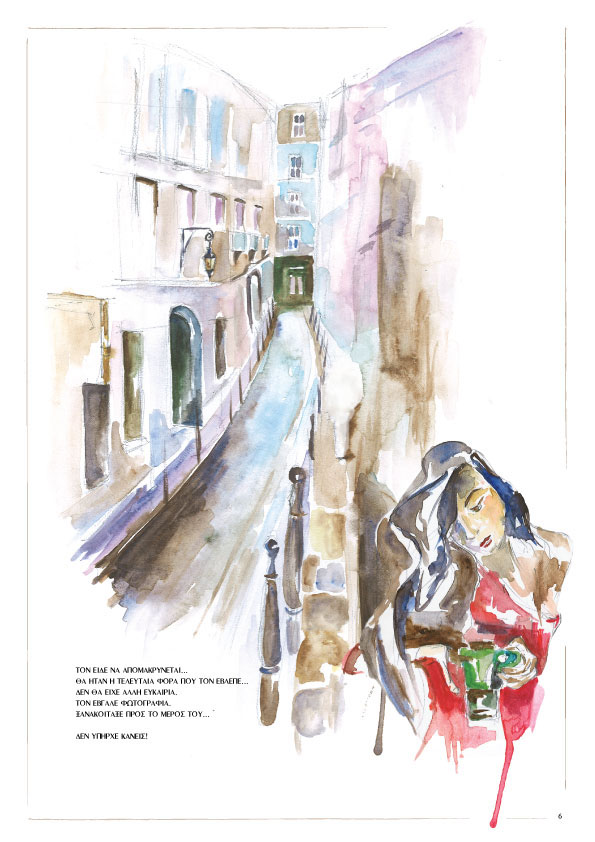 ΤΟΝ ΕΙΔΕ ΝΑ ΑΠΟΜΑΚΡΥΝΕΤΑΙ...
ΘΑ ΗΤΑΝ Η ΤΕΛΕΥΤΑΙΑ ΦΟΡΑ ΠΟΥ ΤΟΝ ΕΒΛΕΠΕ...
ΔΕΝ ΘΑ ΕΙΧΕ ΑΛΛΗ ΕΥΚΑΙΡΙΑ.
ΤΟΝ ΕΒΓΑΛΕ ΦΩΤΟΓΡΑΦΙΑ.
ΞΑΝΑΚΟΙΤΑΞΕ ΠΡΟΣ ΤΟ ΜΕΡΟΣ ΤΟΥ...
ΔΕΝ ΥΠΗΡΧΕ ΚΑΝΕΙΣ!
6